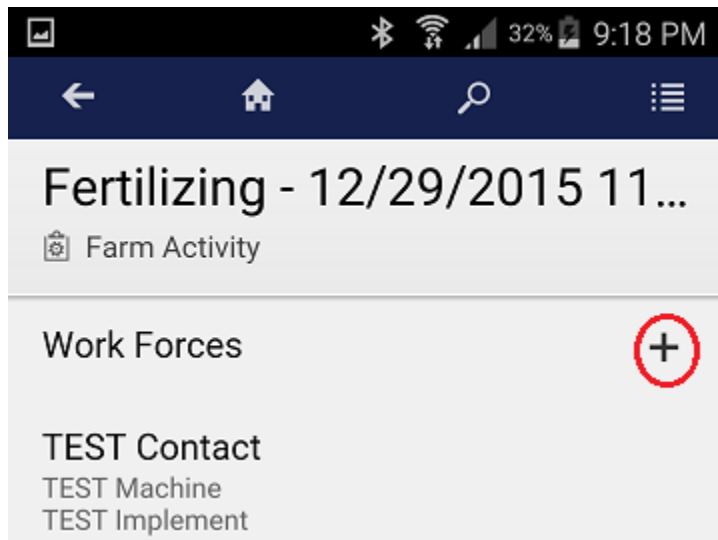 32% 9:18 PM
Fertilizing - 12/29/2015 11...
Farm Activity
Work Forces +
TEST Contact
TEST Machine
TEST Implement